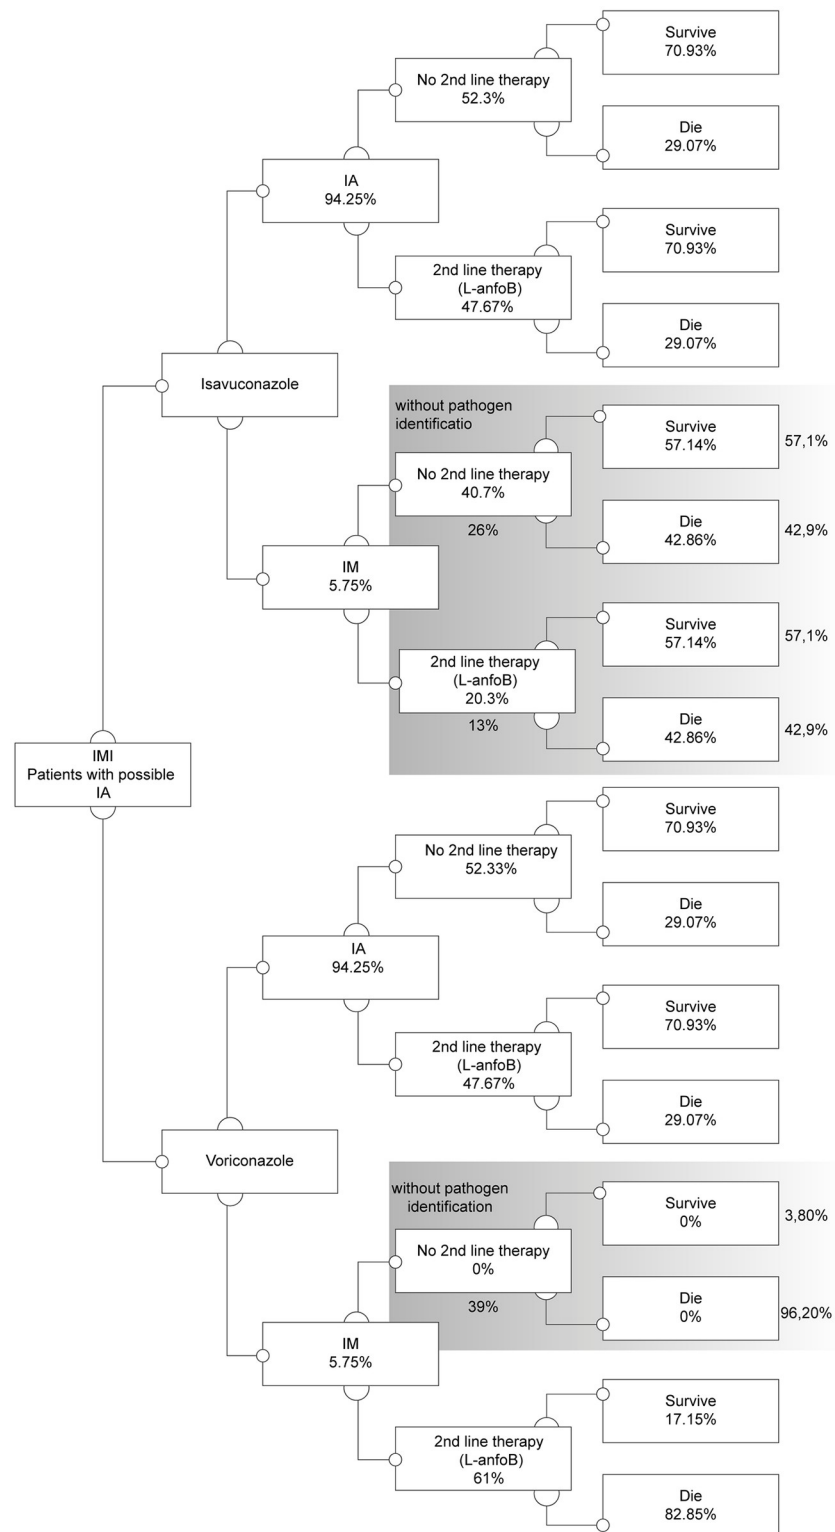 Survive
70.93%
No 2nd line therapy
52.3%
Die
29.07%
IA
94.25%
Survive
70.93%
2nd line therapy
(L-anfoB)
47.67%
Die
29.07%
Isavuconazole
without pathogen
identificatio
Survive
57.14%
57,1%
No 2nd line therapy
40.7%
26%
Die
42.86%
42,9%
IM
5.75%
Survive
57.14%
57,1%
2nd line therapy
(L-anfoB)
20.3%
13%
Die
42.86%
42,9%
IMI
Patients with possible
IA
Survive
70.93%
No 2nd line therapy
52.33%
Die
29.07%
IA
94.25%
Survive
70.93%
2nd line therapy
(L-anfoB)
47.67%
Die
29.07%
Voriconazole
without pathogen
identification
Survive
0%
3,80%
No 2nd line therapy
0%
39%
Die
0%
96,20%
IM
5.75%
Survive
17.15%
2nd line therapy
(L-anfoB)
61%
Die
82.85%